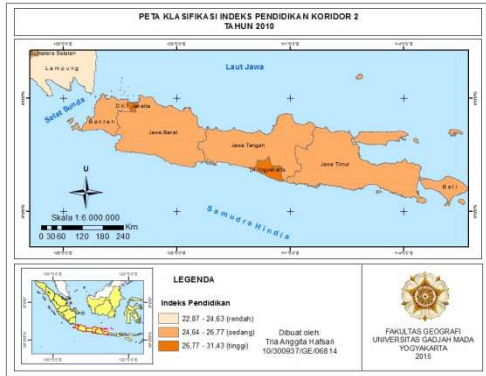 PETA KLASIFIKASI INDEKS PENDIDIKAN KORIDOR 2
TAHUN 2010
Sumatera Selatan
Lampung
Laut Jawa
Selat Sunda
D.K.I. Jakarta
Banten
Jawa Barat
Jawa Tengah
DI Yogyakarta
Jawa Timur
Bali
U
Skala 1:6.000.000
Km
0 30 60 120 180 240
Samudra Hindia
LEGENDA
Indeks Pendidikan
22,87 - 24,63 (rendah)
24,64 - 26,77 (sedang)
26,77 - 31,43 (tinggi)
Dibuat oleh:
Tria Anggita Hafsari
10/300937/GE/06814
FAKULTAS GEOGRAFI
UNIVERSITAS GADJAH MADA
YOGYAKARTA
2015